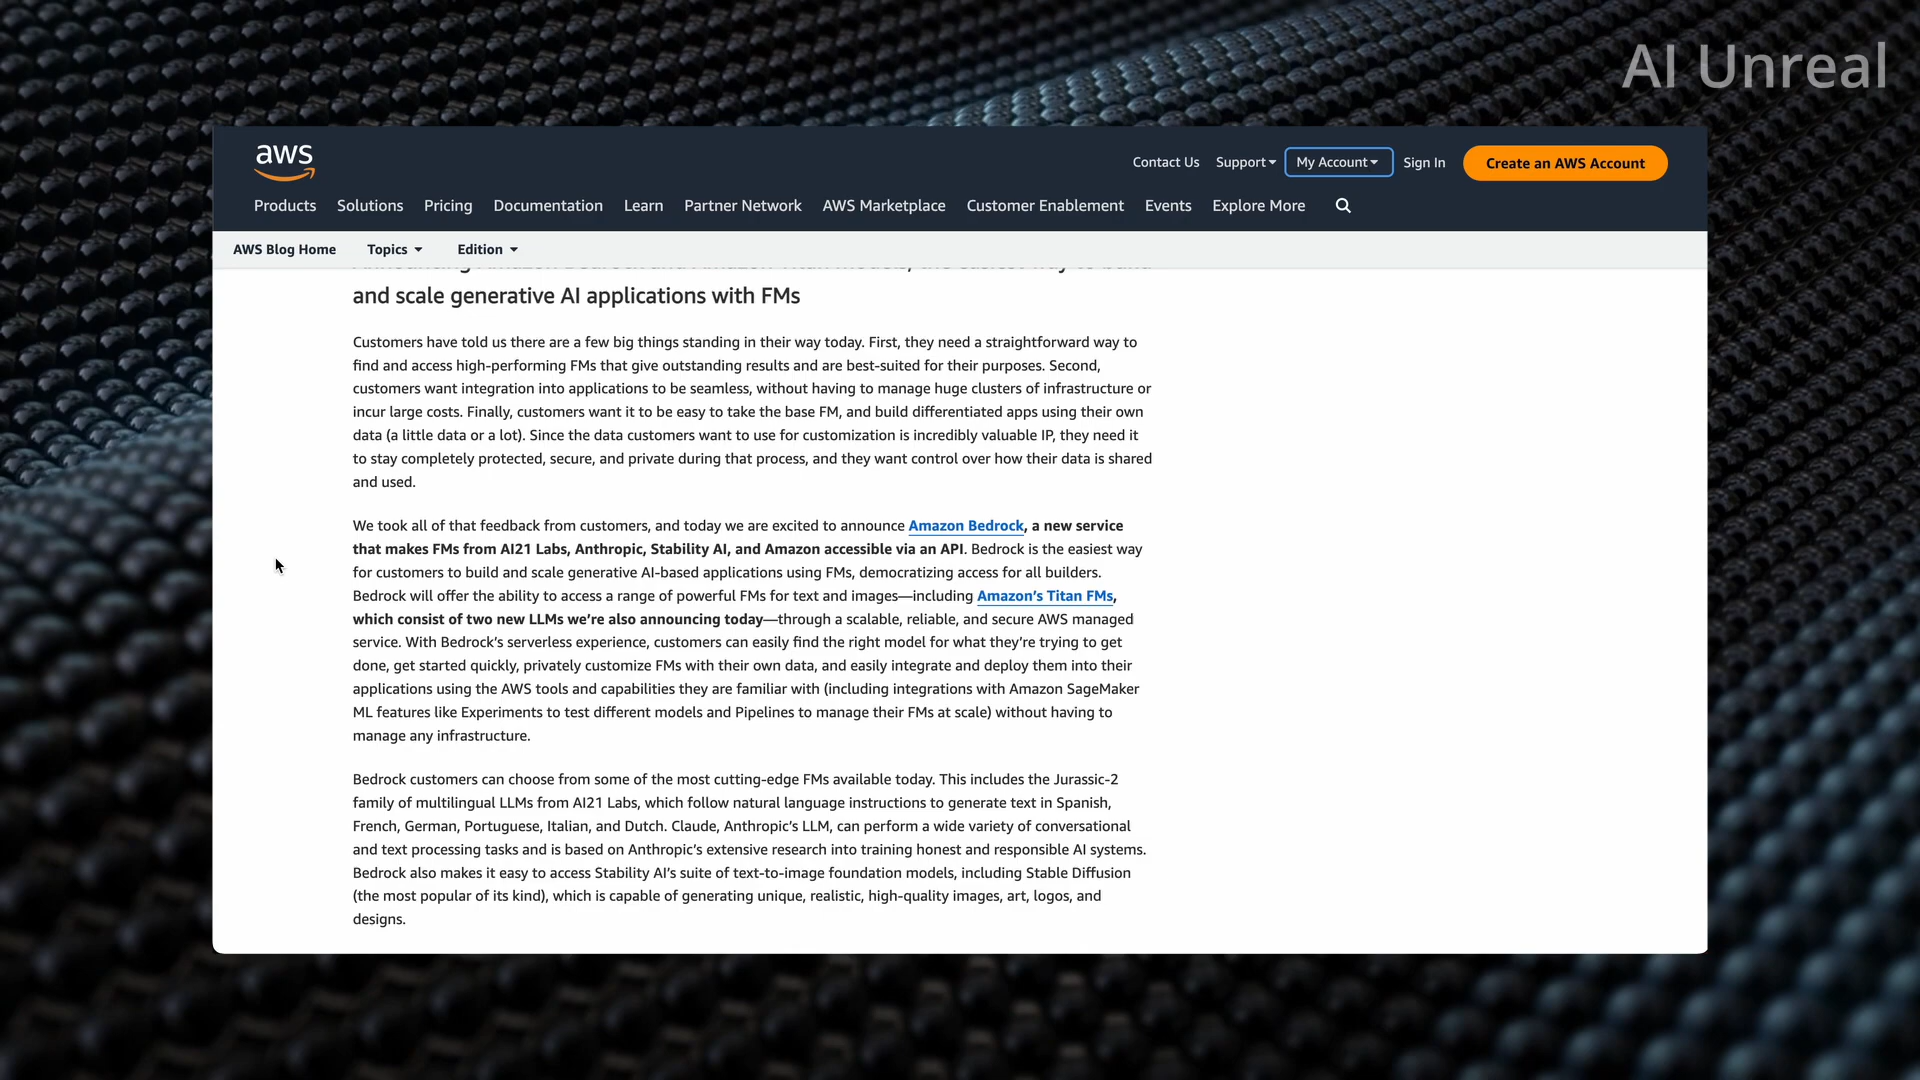 AI Unreal
aws
Contact Us Support My Account Sign In Create an AWS Account
Products Solutions Pricing Documentation Learn Partner Network AWS Marketplace Customer Enablement Events Explore More
AWS Blog Home Topics Edition
Announcing Amazon Bedrock and Amazon Titan models, the easiest way to build
and scale generative AI applications with FMs
Customers have told us there are a few big things standing in their way today. First, they need a straightforward way to
find and access high-performing FMs that give outstanding results and are best-suited for their purposes. Second,
customers want integration into applications to be seamless, without having to manage huge clusters of infrastructure or
incur large costs. Finally, customers want it to be easy to take the base FM, and build differentiated apps using their own
data (a little data or a lot). Since the data customers want to use for customization is incredibly valuable IP, they need it
to stay completely protected, secure, and private during that process, and they want control over how their data is shared
and used.
We took all of that feedback from customers, and today we are excited to announce Amazon Bedrock, a new service
that makes FMs from AI21 Labs, Anthropic, Stability AI, and Amazon accessible via an API. Bedrock is the easiest way
for customers to build and scale generative AI-based applications using FMs, democratizing access for all builders.
Bedrock will offer the ability to access a range of powerful FMs for text and images—including Amazon's Titan FMs,
which consist of two new LLMs we're also announcing today—through a scalable, reliable, and secure AWS managed
service. With Bedrock's serverless experience, customers can easily find the right model for what they're trying to get
done, get started quickly, privately customize FMs with their own data, and easily integrate and deploy them into their
applications using the AWS tools and capabilities they are familiar with (including integrations with Amazon SageMaker
ML features like Experiments to test different models and Pipelines to manage their FMs at scale) without having to
manage any infrastructure.
Bedrock customers can choose from some of the most cutting-edge FMs available today. This includes the Jurassic-2
family of multilingual LLMs from AI21 Labs, which follow natural language instructions to generate text in Spanish,
French, German, Portuguese, Italian, and Dutch. Claude, Anthropic's LLM, can perform a wide variety of conversational
and text processing tasks and is based on Anthropic's extensive research into training honest and responsible AI systems.
Bedrock also makes it easy to access Stability AI's suite of text-to-image foundation models, including Stable Diffusion
(the most popular of its kind), which is capable of generating unique, realistic, high-quality images, art, logos, and
designs.